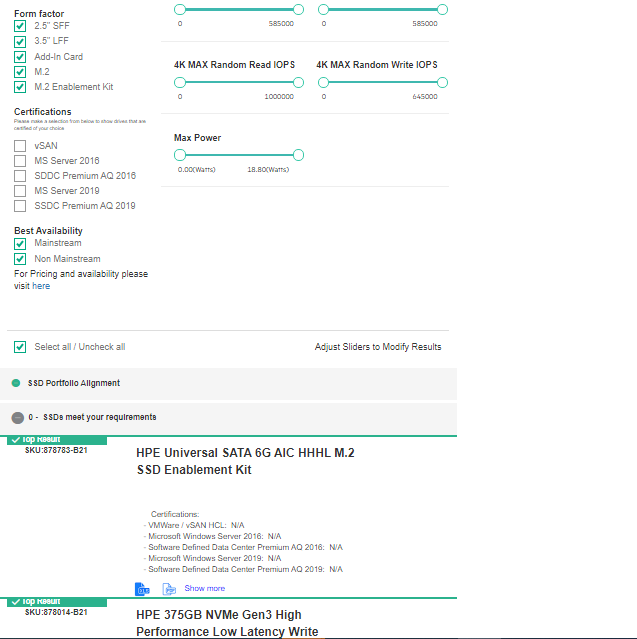 Form factor
2.5" SFF
3.5" LFF
Add-In Card
M.2
M.2 Enablement Kit
Certifications
Please make a selection from below to show drives that are
certified of your choice
vSAN
MS Server 2016
SDDC Premium AQ 2016
MS Server 2019
SSDC Premium AQ 2019
Best Availability
Mainstream
Non Mainstream
For Pricing and availability please
visit here
0 585000 0 585000
4K MAX Random Read IOPS 4K MAX Random Write IOPS
0 1000000 0 645000
Max Power
0.00(Watts) 18.80(Watts)
Select all / Uncheck all Adjust Sliders to Modify Results
SSD Portfolio Alignment
0 - SSDs meet your requirements
Top Result
SKU:878783-B21
HPE Universal SATA 6G AIC HHHL M.2
SSD Enablement Kit
Certifications:
- VMWare / vSAN HCL: N/A
- Microsoft Windows Server 2016: N/A
- Software Defined Data Center Premium AQ 2016: N/A
- Microsoft Windows Server 2019: N/A
- Software Defined Data Center Premium AQ 2019: N/A
Show more
Top Result
SKU:878014-B21
HPE 375GB NVMe Gen3 High
Performance Low Latency Write